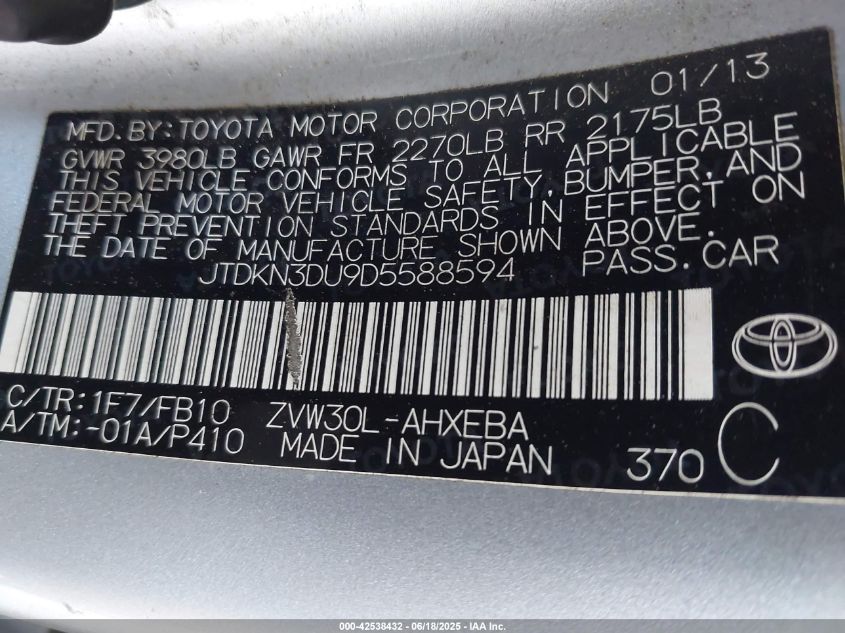 01/13
MFD.BY:TOYOTA MOTOR CORPORATION
GVWR 3980LB GAWR FR 2270LB RR 2175LB
THIS VEHICLE CONFORMS TO ALL APPLICABLE
FEDERAL MOTOR VEHICLE SAFETY,BUMPER,AND
THEFT PREVENTION STANDARDS IN EFFECT ON
THE DATE OF MANUFACTURE SHOWN ABOVE.
JTDKN3DU9D5588594 PASS.CAR
C/TR:1F7/FB10 ZVW30L-AHXEBA
A/TM:-01A/P410 MADE IN JAPAN 370 C
000-42538432 - 06/18/2025 - IAA Inc.